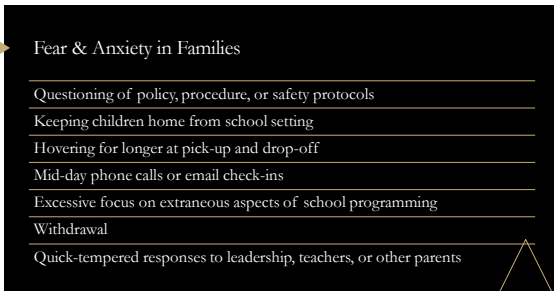 Fear & Anxiety in Families
Questioning of policy, procedure, or safety protocols
Keeping children home from school setting
Hovering for longer at pick-up and drop-off
Mid-day phone calls or email check-ins
Excessive focus on extraneous aspects of school programming
Withdrawal
Quick-tempered responses to leadership, teachers, or other parents